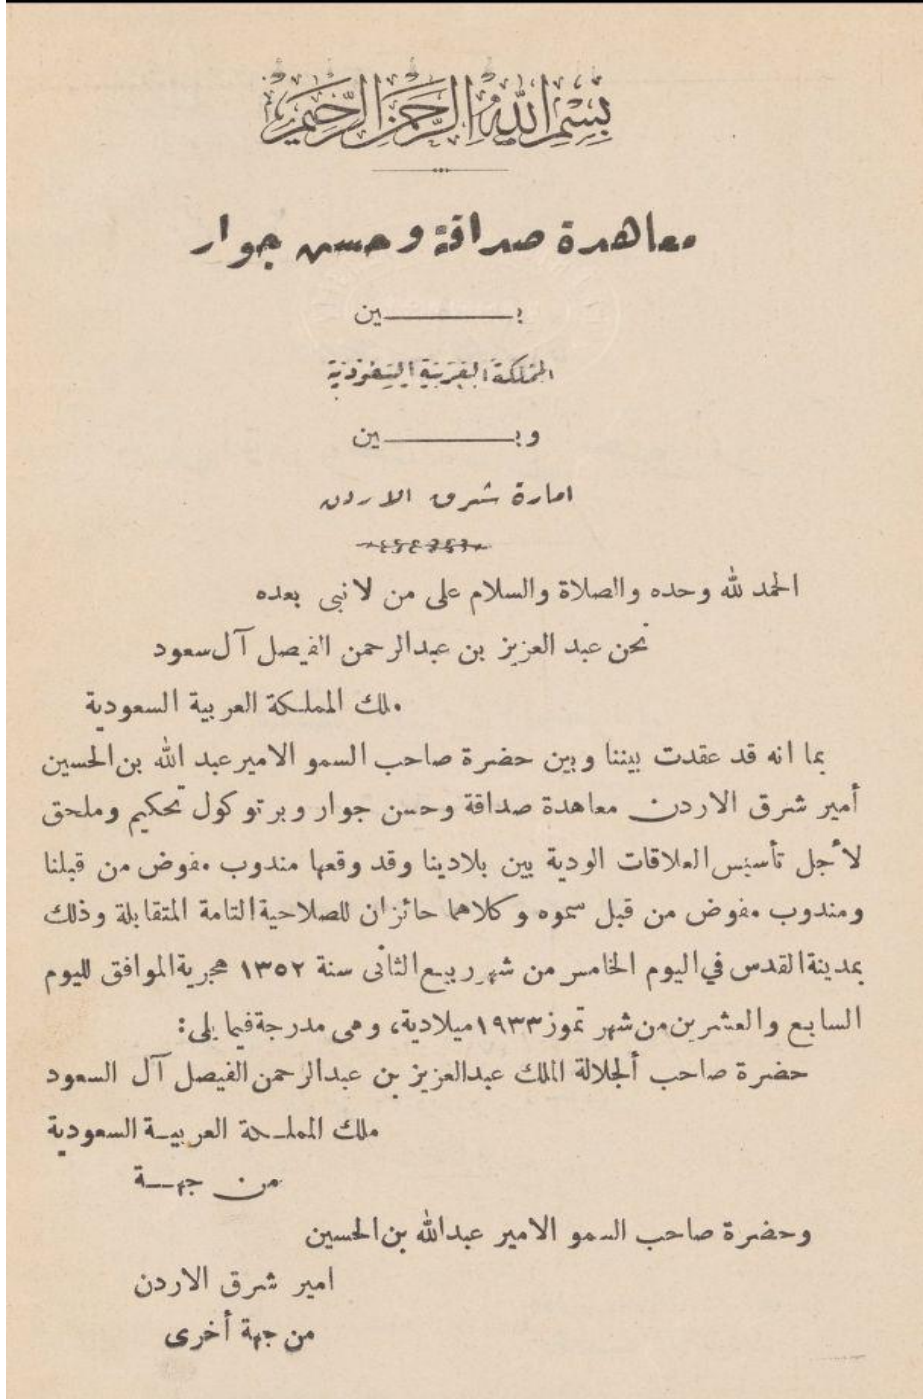 بسم الله الرحمن الرحيم
معاهدة صداقة وحسن جوار
بين
المملكة العربية السعودية
وبين
امارة شرق الاردن
الحمد لله وحده والصلاة والسلام على من لا نبى بعده
نحن عبد العزيز بن عبدالرحمن الفيصل آل سعود
ملك المملكة العربية السعودية
بما انه قد عقدت بيننا وبين حضرة صاحب السمو الامير عبد الله بن الحسين
أمير شرق الاردن معاهدة صداقة وحسن جوار وبرتوكول تحكيم وملحق
لأجل تأسيس العلاقات الودية بين بلادينا وقد وقعها مندوب مفوض من قبلنا
ومندوب مفوض من قبل سموه وكلاهما حائزان للصلاحية التامة المتقابلة وذلك
بمدينة القدس في اليوم الخامس من شهر ربيع الثانى سنة ١٣٥٢ هجرية الموافق لليوم
السابع والعشرين من شهر تموز ١٩٣٣ ميلادية، وهى مدرجة فيما يلى:
حضرة صاحب ألجلالة الملك عبدالعزيز بن عبدالرحمن الفيصل آل السعود
ملك المملكة العربية السعودية
من جهة
وحضرة صاحب السمو الامير عبدالله بن الحسين
امير شرق الاردن
من جهة أخرى